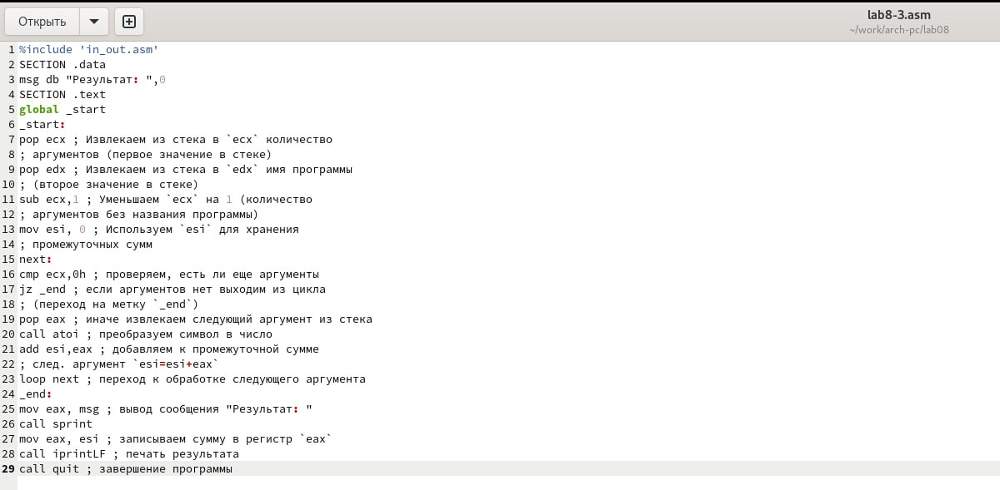 Открыть
lab8-3.asm
~/work/arch-pc/lab08
1 %include 'in_out.asm'
2 SECTION .data
3 msg db "Результат: ",0
4 SECTION .text
5 global _start
6 _start:
7 pop ecx ; Извлекаем из стека в `ecx` количество
8 ; аргументов (первое значение в стеке)
9 pop edx ; Извлекаем из стека в `edx` имя программы
10 ; (второе значение в стеке)
11 sub ecx,1 ; Уменьшаем `ecx` на 1 (количество
12 ; аргументов без названия программы)
13 mov esi, 0 ; Используем `esi` для хранения
14 ; промежуточных сумм
15 next:
16 cmp ecx,0h ; проверяем, есть ли еще аргументы
17 jz _end ; если аргументов нет выходим из цикла
18 ; (переход на метку `_end`)
19 pop eax ; иначе извлекаем следующий аргумент из стека
20 call atoi ; преобразуем символ в число
21 add esi,eax ; добавляем к промежуточной сумме
22 ; след. аргумент `esi=esi+eax`
23 loop next ; переход к обработке следующего аргумента
24 _end:
25 mov eax, msg ; вывод сообщения "Результат: "
26 call sprint
27 mov eax, esi ; записываем сумму в регистр `eax`
28 call iprintLF ; печать результата
29 call quit ; завершение программы